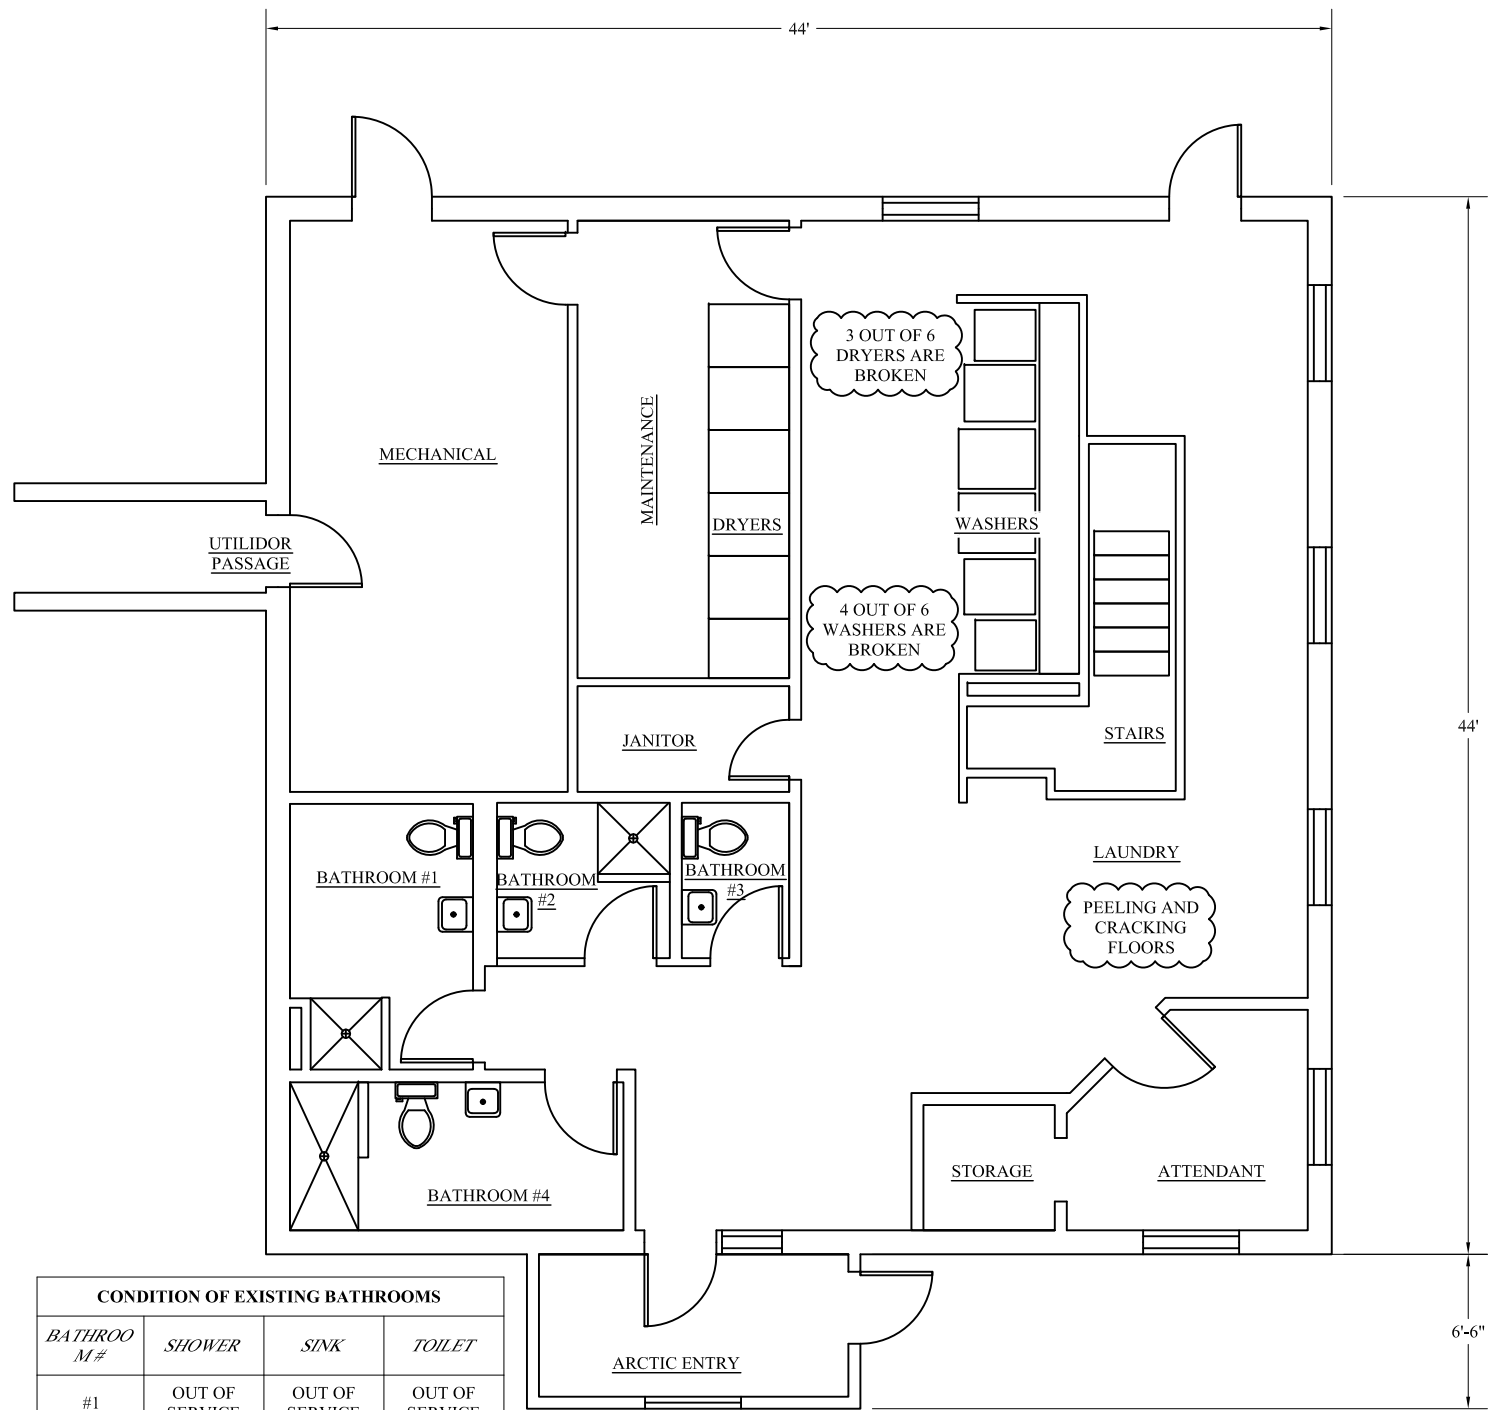 44'
3 OUT OF 6
DRYERS ARE
BROKEN
MECHANICAL
MAINTENANCE
DRYERS
WASHERS
UTILIDOR
PASSAGE
4 OUT OF 6
WASHERS ARE
BROKEN
JANITOR
STAIRS
44'
LAUNDRY
BATHROOM #1
BATHROOM
#2
BATHROOM
#3
PEELING AND
CRACKING
FLOORS
STORAGE
ATTENDANT
BATHROOM #4
6'-6"
ARCTIC ENTRY
CONDITION OF EXISTING BATHROOMS
BATHROO
M #
SHOWER
SINK
TOILET
#1
OUT OF
SERVICE
OUT OF
SERVICE
OUT OF
SERVICE